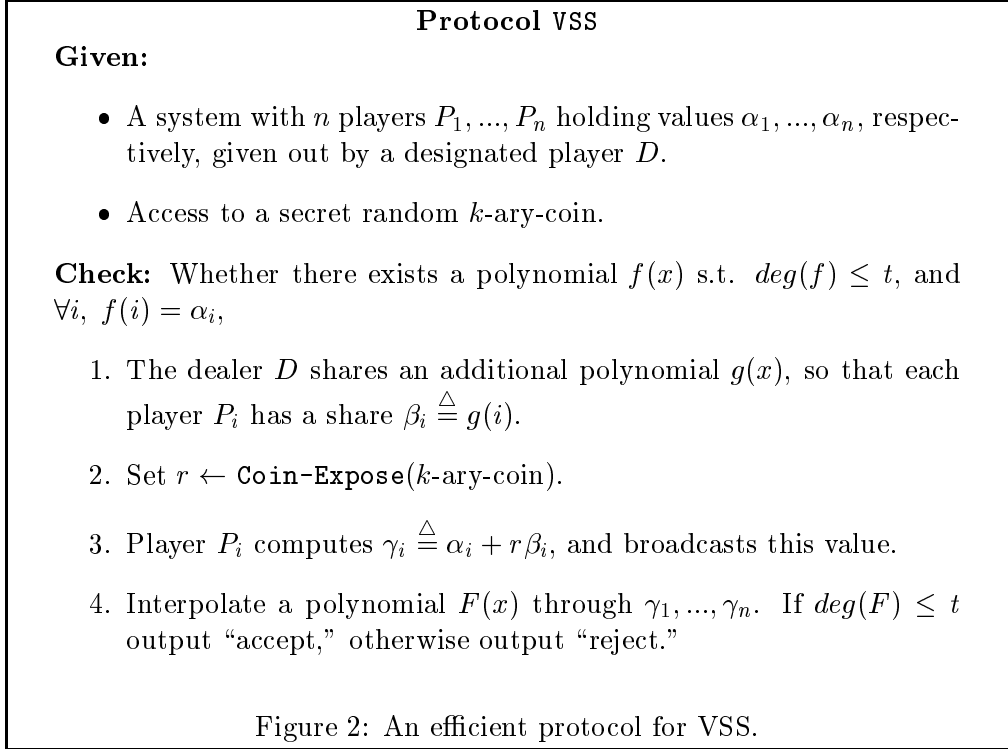 Protocol VSS
Given:
• A system with n players P₁, ..., Pₙ holding values α₁, ..., αₙ, respec-
tively, given out by a designated player D.
• Access to a secret random k-ary-coin.
Check: Whether there exists a polynomial f(x) s.t. deg(f) ≤ t, and
∀i, f(i) = αᵢ,
1. The dealer D shares an additional polynomial g(x), so that each
player Pᵢ has a share βᵢ ≜ g(i).
2. Set r ← Coin-Expose(k-ary-coin).
3. Player Pᵢ computes γᵢ ≜ αᵢ + rβᵢ, and broadcasts this value.
4. Interpolate a polynomial F(x) through γ₁, ..., γₙ. If deg(F) ≤ t
output “accept,” otherwise output “reject.”
Figure 2: An efficient protocol for VSS.